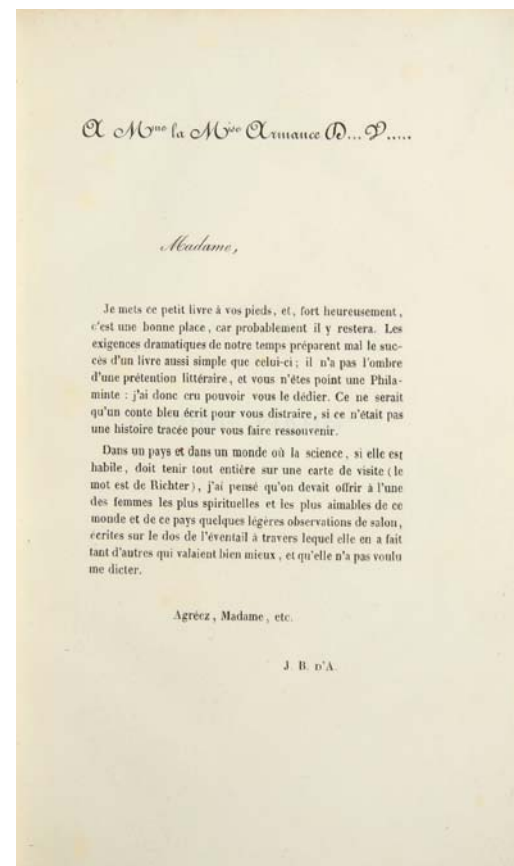 A Mme la Mise Armance D... V.....
Madame,
Je mets ce petit livre à vos pieds, et, fort heureusement,
c'est une bonne place, car probablement il y restera. Les
exigences dramatiques de notre temps préparent mal le suc-
cès d'un livre aussi simple que celui-ci; il n'a pas l'ombre
d'une prétention littéraire, et vous n'êtes point une Phila-
minte : j'ai donc cru pouvoir vous le dédier. Ce ne serait
qu'un conte bleu écrit pour vous distraire, si ce n'était pas
une histoire tracée pour vous faire ressouvenir.
Dans un pays et dans un monde où la science, si elle est
habile, doit tenir tout entière sur une carte de visite (le
mot est de Richter), j'ai pensé qu'on devait offrir à l'une
des femmes les plus spirituelles et les plus aimables de ce
monde et de ce pays quelques légères observations de salon,
écrites sur le dos de l'éventail à travers lequel elle en a fait
tant d'autres qui valaient bien mieux, et qu'elle n'a pas voulu
me dicter.
Agréez, Madame, etc.
J. B. D'A.